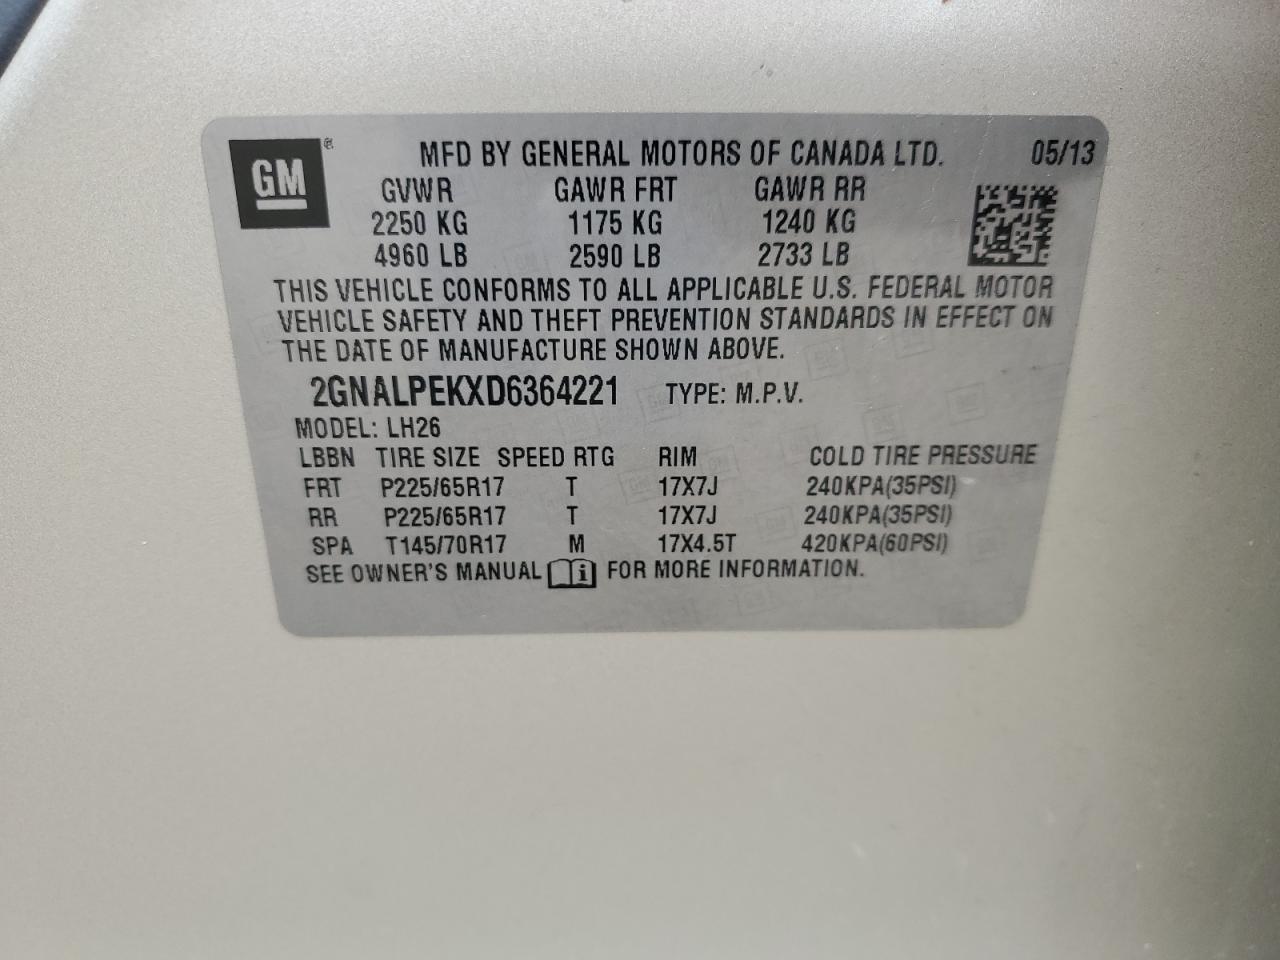 GM ®
MFD BY GENERAL MOTORS OF CANADA LTD. 05/13
GVWR GAWR FRT GAWR RR
2250 KG 1175 KG 1240 KG
4960 LB 2590 LB 2733 LB
THIS VEHICLE CONFORMS TO ALL APPLICABLE U.S. FEDERAL MOTOR
VEHICLE SAFETY AND THEFT PREVENTION STANDARDS IN EFFECT ON
THE DATE OF MANUFACTURE SHOWN ABOVE.
2GNALPEKXD6364221 TYPE: M.P.V.
MODEL: LH26
LBBN TIRE SIZE SPEED RTG RIM COLD TIRE PRESSURE
FRT P225/65R17 T 17X7J 240KPA(35PSI)
RR P225/65R17 T 17X7J 240KPA(35PSI)
SPA T145/70R17 M 17X4.5T 420KPA(60PSI)
SEE OWNER'S MANUAL i FOR MORE INFORMATION.